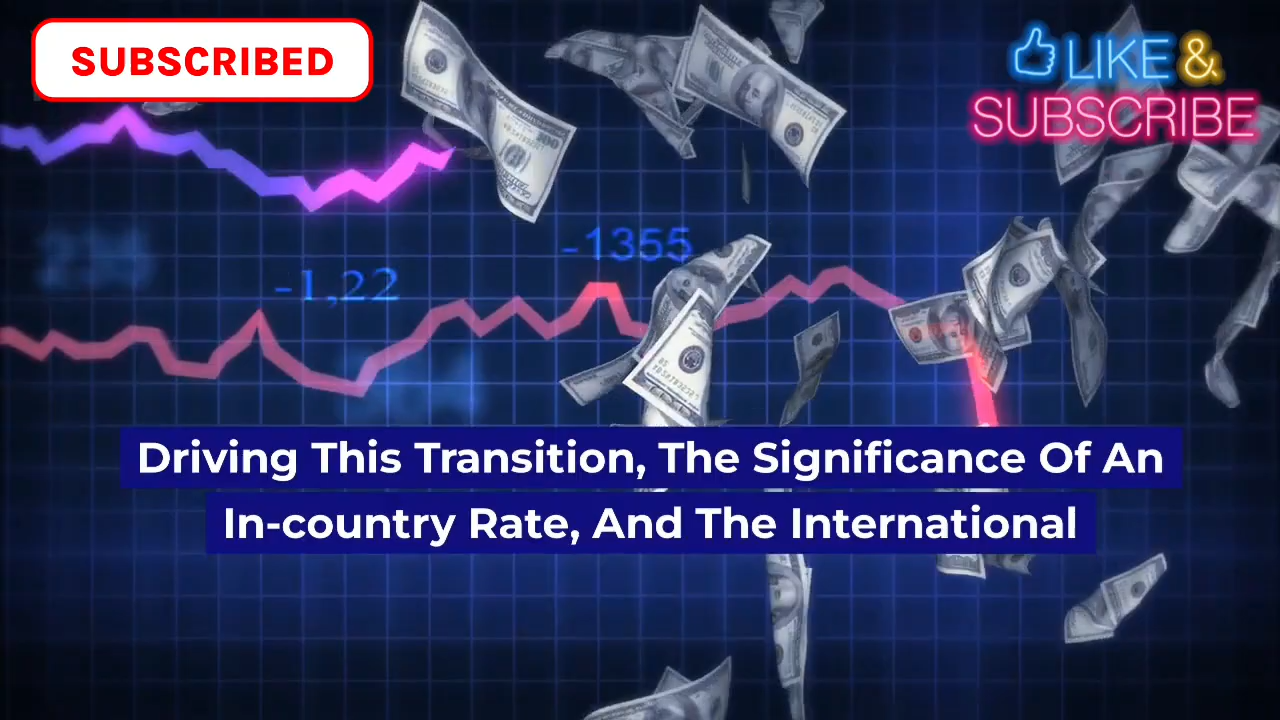 SUBSCRIBED
LIKE &
SUBSCRIBE
-1355
-1,22
Driving This Transition, The Significance Of An
In-country Rate, And The International